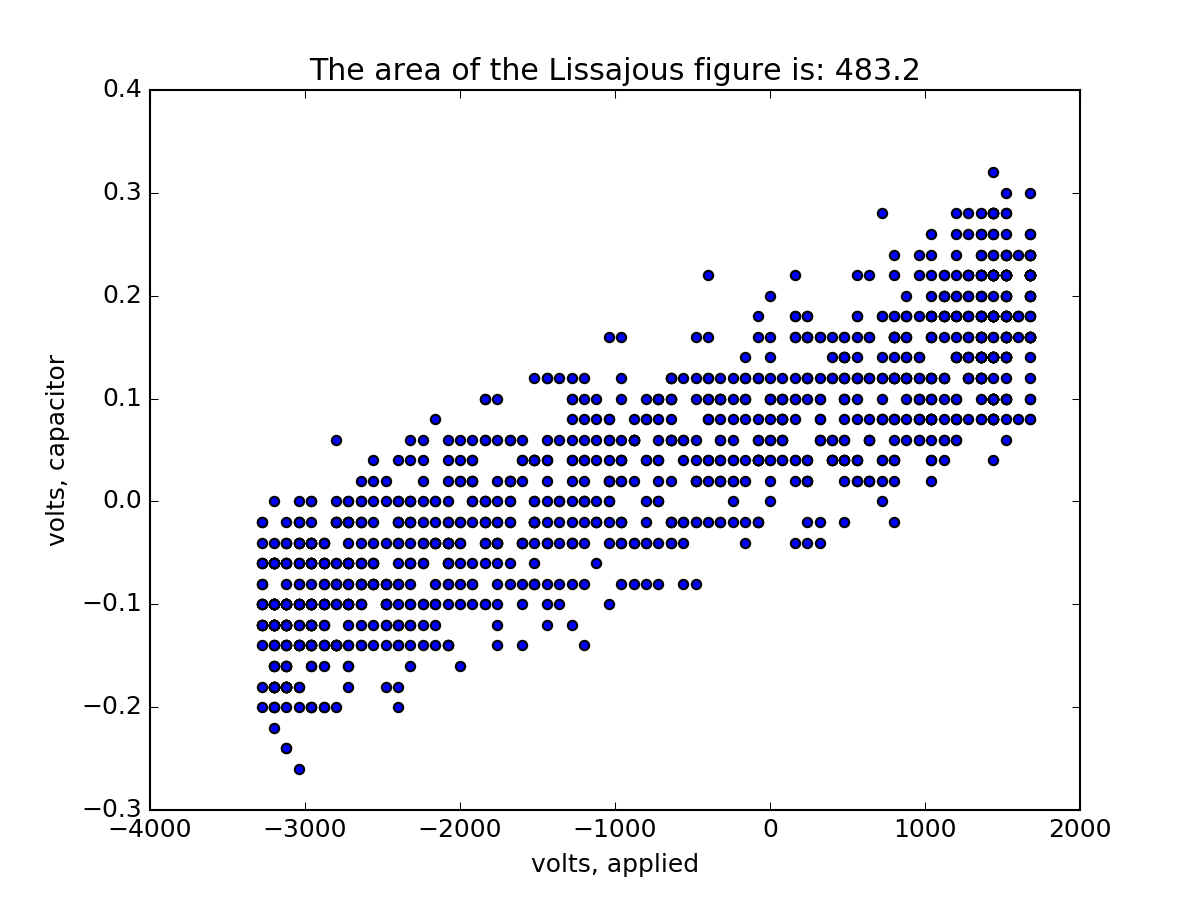 The area of the Lissajous figure is: 483.2
0.4
0.3
0.2
0.1
0.0
−0.1
−0.2
−0.3
volts, capacitor
−4000 −3000 −2000 −1000 0 1000 2000
volts, applied